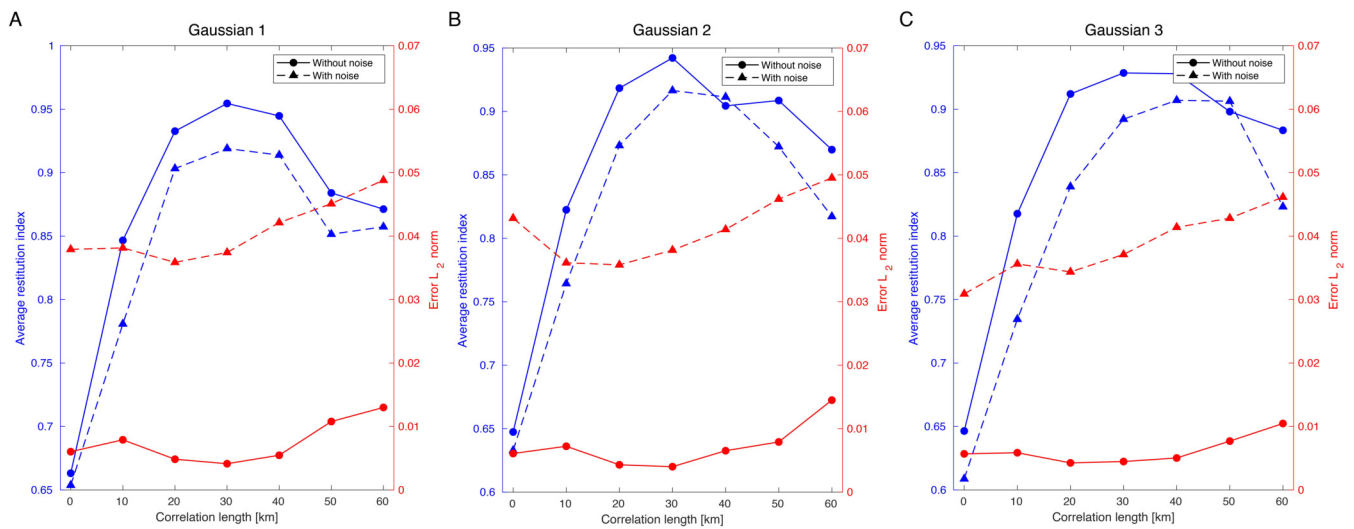 A
Gaussian 1
1
0.95
0.9
0.85
0.8
0.75
0.7
0.65
Average restitution index
0.07
0.06
0.05
0.04
0.03
0.02
0.01
0
Error L 2 norm
Without noise
With noise
0 10 20 30 40 50 60
Correlation length [km]
B
Gaussian 2
0.95
0.9
0.85
0.8
0.75
0.7
0.65
0.6
Average restitution index
0.07
0.06
0.05
0.04
0.03
0.02
0.01
0
Error L 2 norm
Without noise
With noise
0 10 20 30 40 50 60
Correlation length [km]
C
Gaussian 3
0.95
0.9
0.85
0.8
0.75
0.7
0.65
0.6
Average restitution index
0.07
0.06
0.05
0.04
0.03
0.02
0.01
0
Error L 2 norm
Without noise
With noise
0 10 20 30 40 50 60
Correlation length [km]